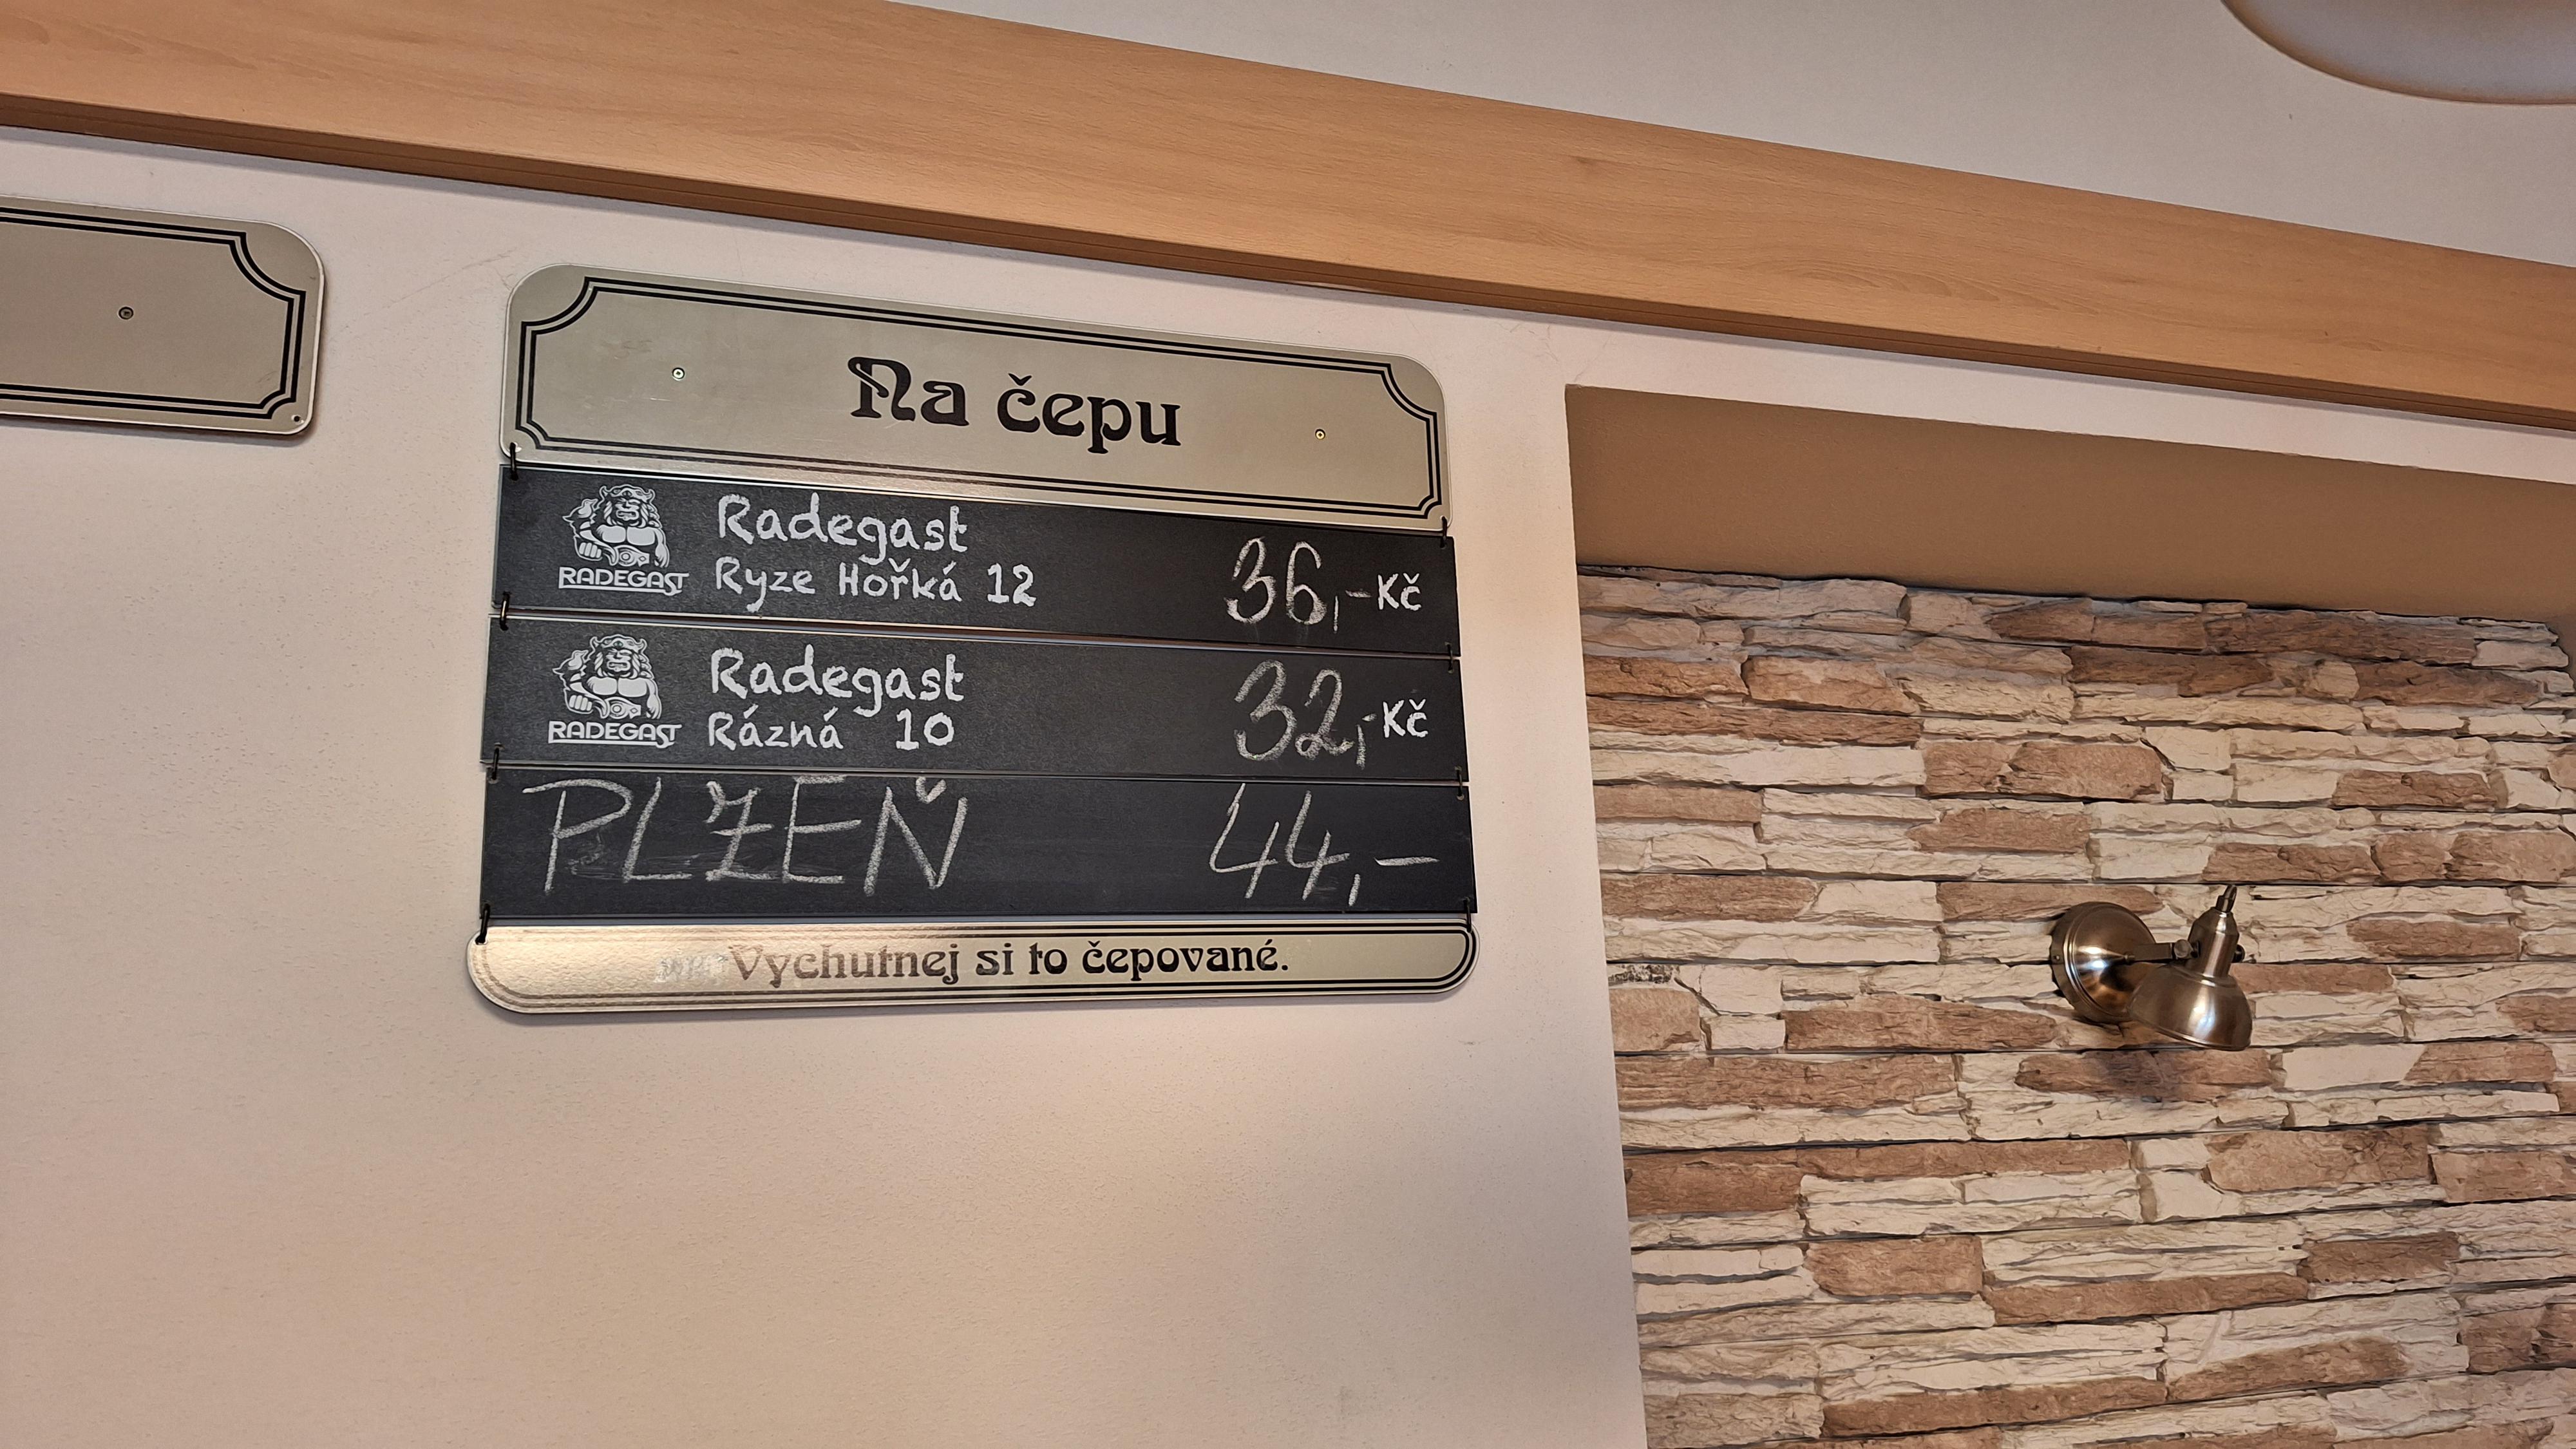 Na čepu
RADEGAST
Radegast
Ryze Hořká 12
36,-Kč
RADEGAST
Radegast
Rázná 10
32,-Kč
PLZEŇ
44,-
Vychutnej si to čepované.